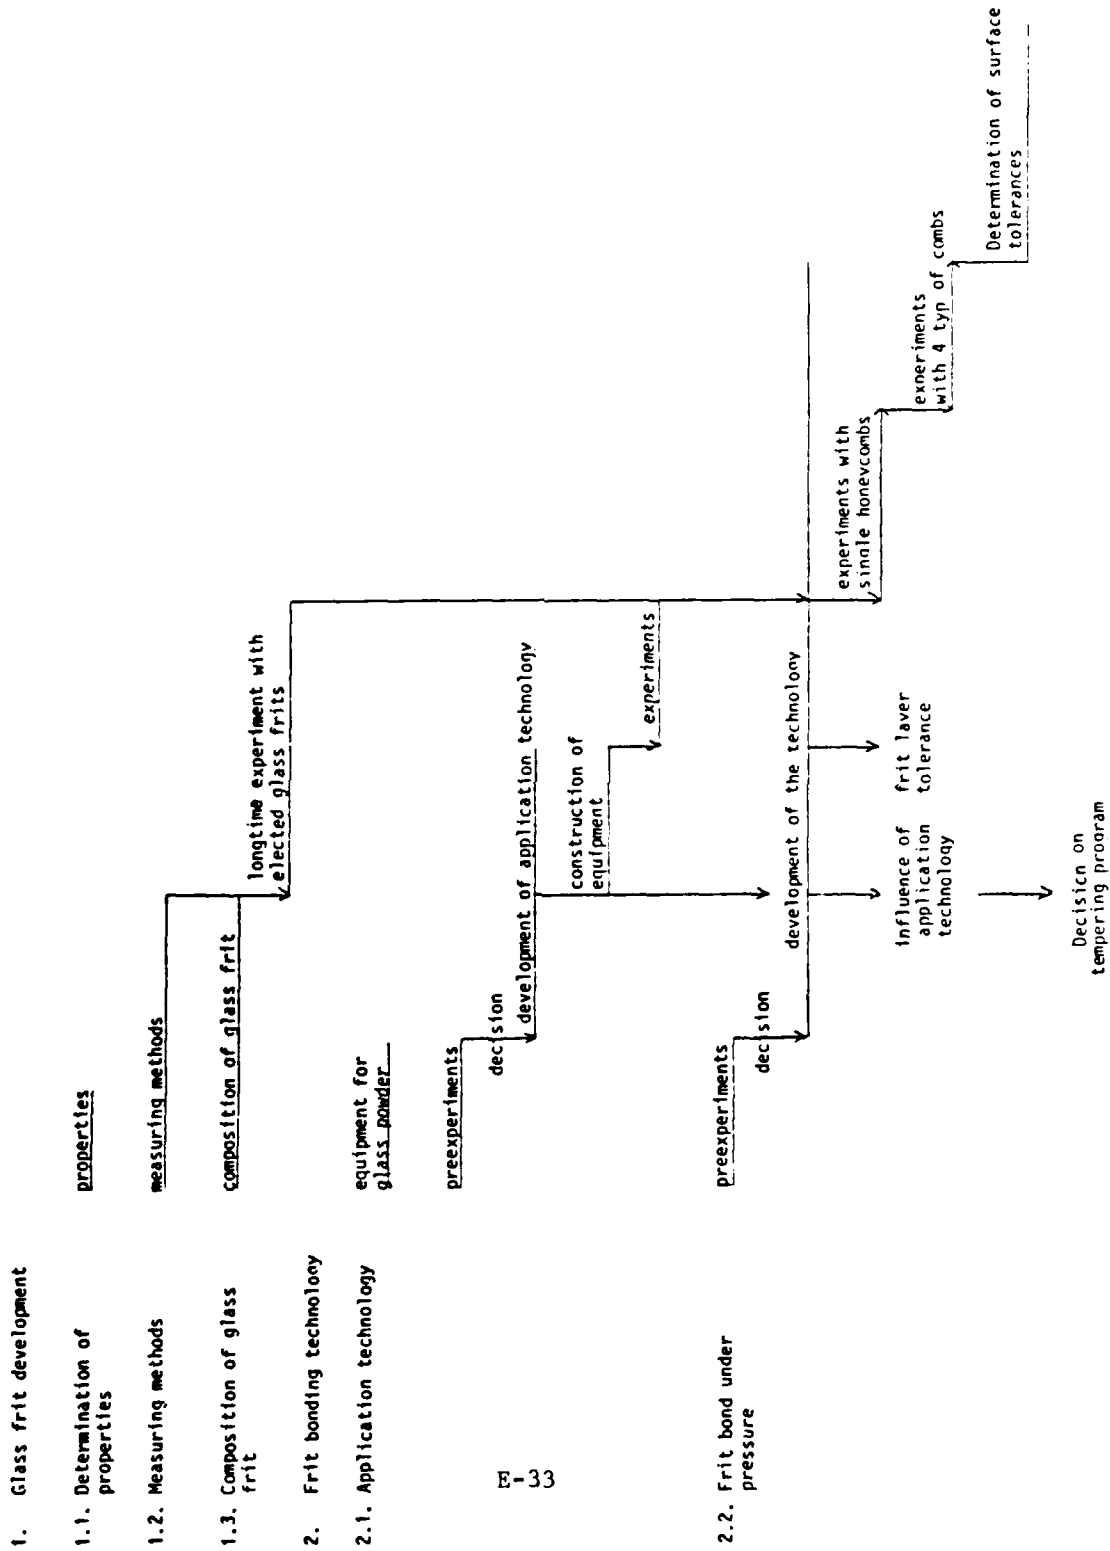 1. Glass frit development
1.1. Determination of
properties
properties
1.2. Measuring methods
measuring methods
1.3. Composition of glass
frit
composition of glass frit
longtime experiment with
elected glass frits
2. Frit bonding technology
2.1. Application technology
equipment for
glass powder
preexperiments
decision
development of application technology
construction of
equipment
experiments
2.2. Frit bond under
pressure
preexperiments
decision
development of the technology
influence of
application
technology
frit layer
tolerance
Decision on
tempering program
experiments with
single honeycombs
experiments
with 4 typ of combs
Determination of surface
tolerances
E-33